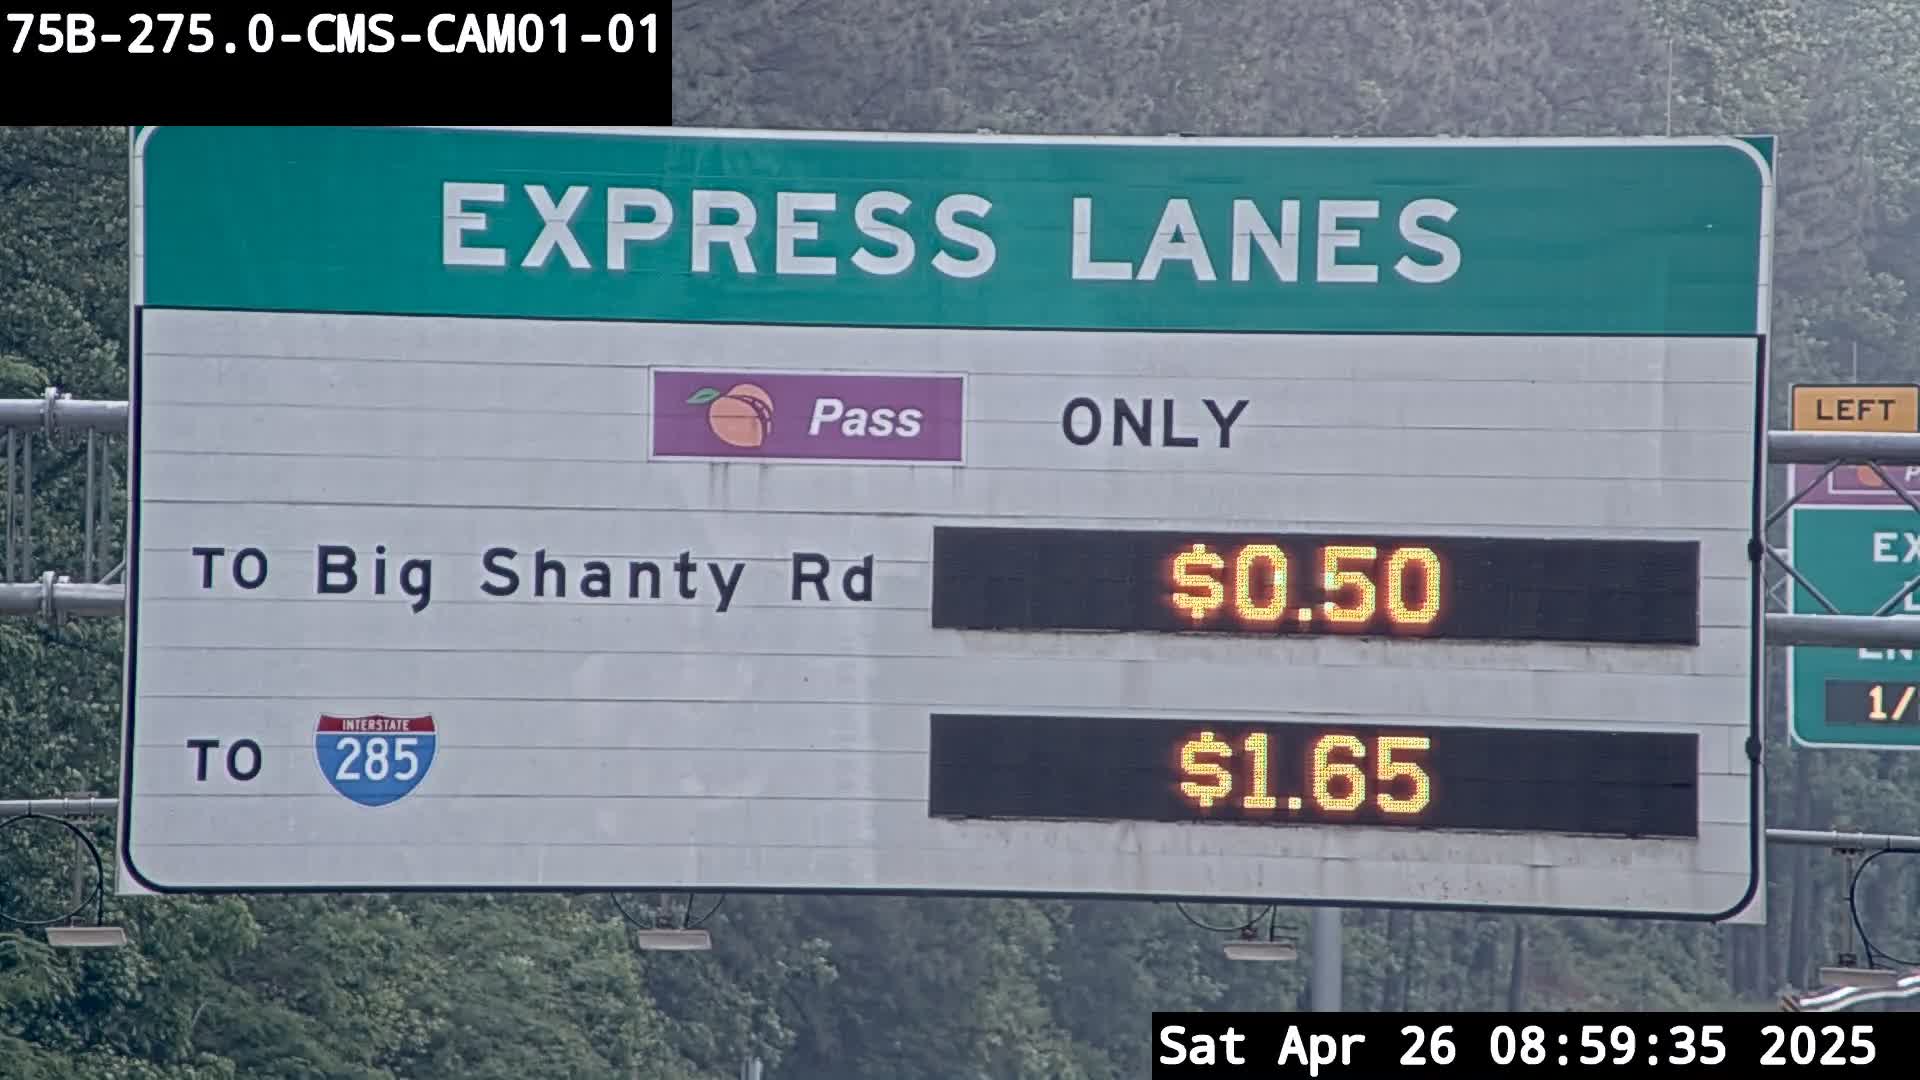 75B-275.0-CMS-CAM01-01
EXPRESS LANES
Pass ONLY
TO Big Shanty Rd $0.50
TO INTERSTATE 285 $1.65
LEFT
Sat Apr 26 08:59:35 2025